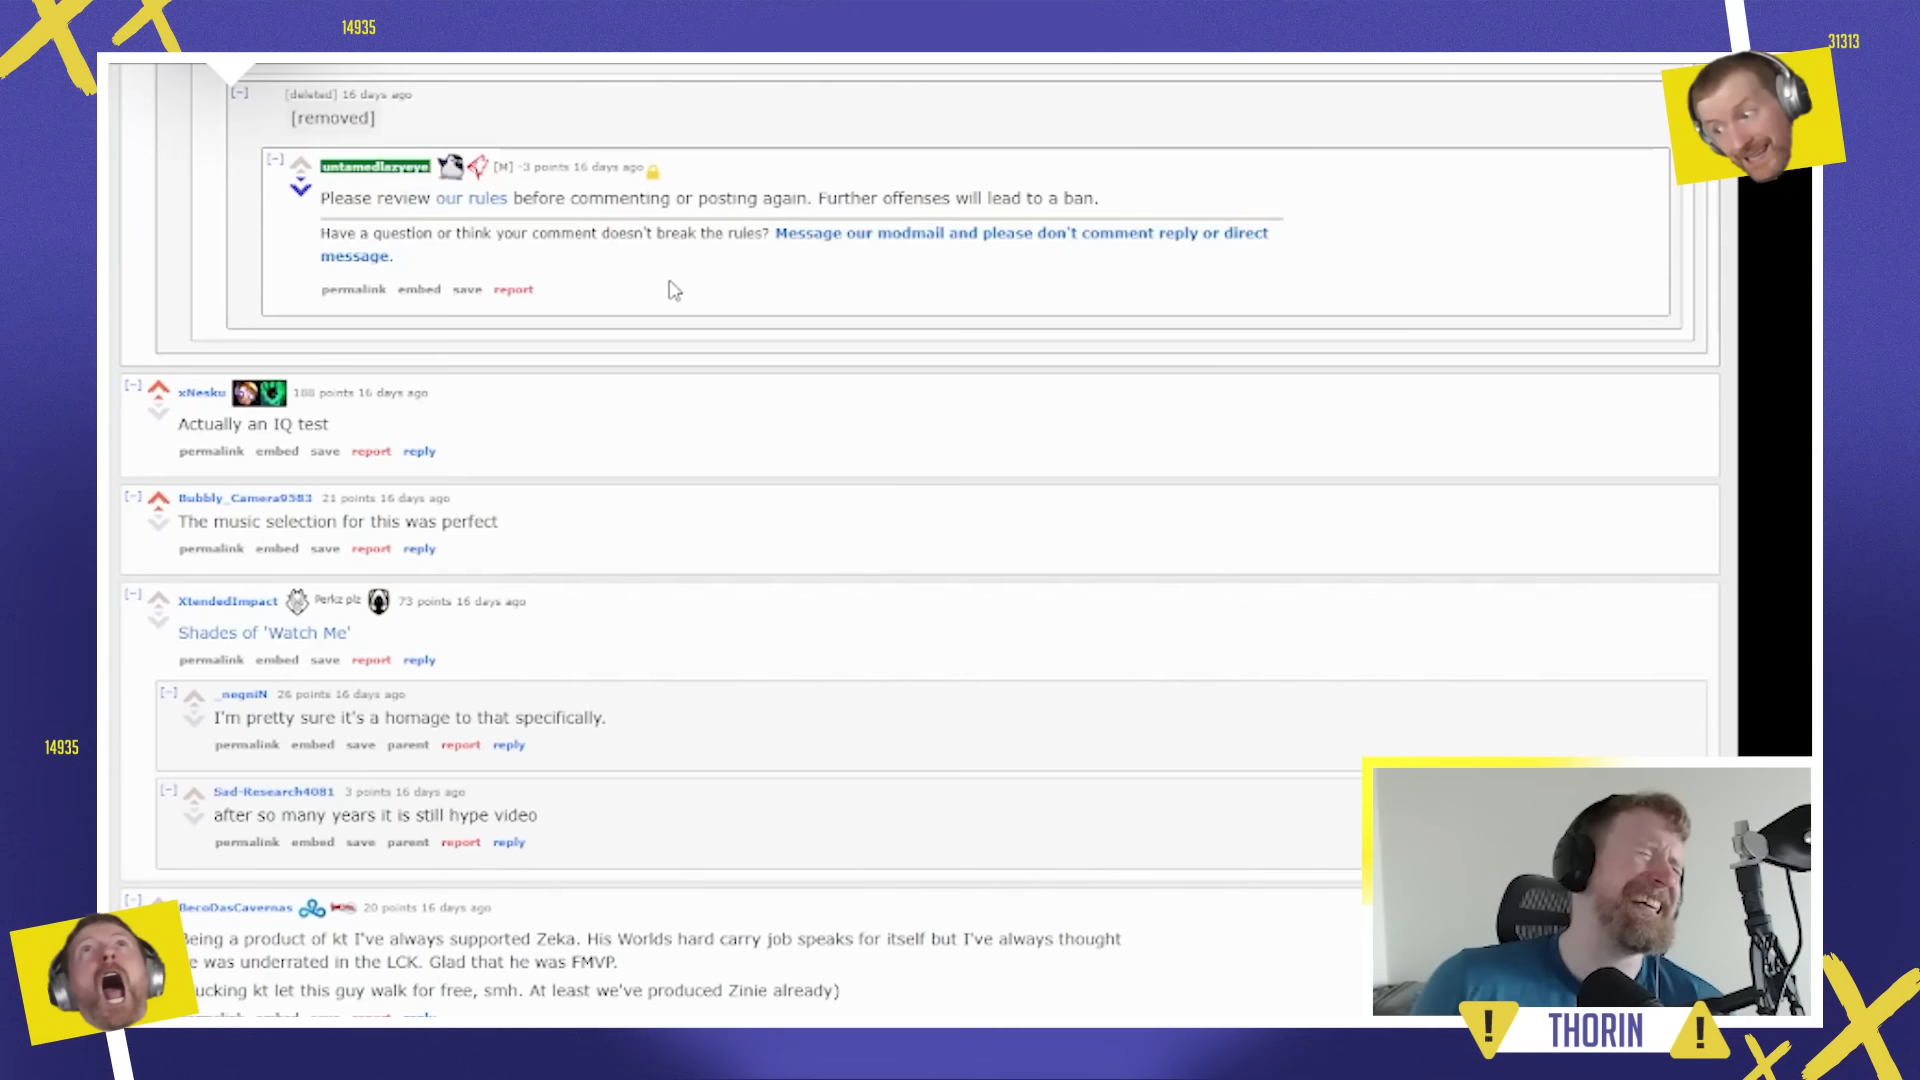 14935
31313
[-] [deleted] 16 days ago
[removed]
[-] untamedlazyeye [M] -3 points 16 days ago
Please review our rules before commenting or posting again. Further offenses will lead to a ban.
Have a question or think your comment doesn't break the rules? Message our modmail and please don't comment reply or direct
message.
permalink embed save report
[-] xNesku 188 points 16 days ago
Actually an IQ test
permalink embed save report reply
[-] Bubbly_Camera9583 21 points 16 days ago
The music selection for this was perfect
permalink embed save report reply
[-] XtendedImpact Perkz plz 73 points 16 days ago
Shades of 'Watch Me'
permalink embed save report reply
[-] _negniN 26 points 16 days ago
I'm pretty sure it's a homage to that specifically.
permalink embed save parent report reply
14935
[-] Sad-Research4081 3 points 16 days ago
after so many years it is still hype video
permalink embed save parent report reply
[-] BecoDasCavernas 20 points 16 days ago
Being a product of kt I've always supported Zeka. His Worlds hard carry job speaks for itself but I've always thought
e was underrated in the LCK. Glad that he was FMVP.
ucking kt let this guy walk for free, smh. At least we've produced Zinie already)
! THORIN !